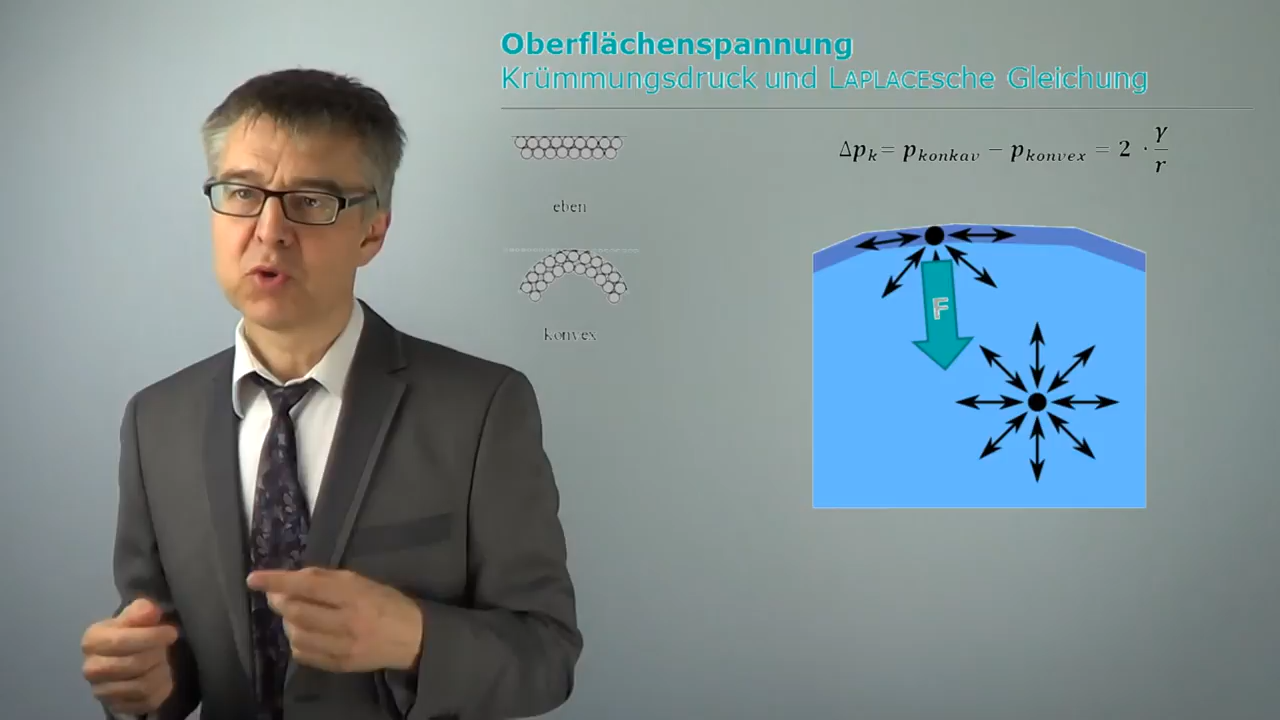 Oberflächenspannung
Krümmungsdruck und LAPLACEsche Gleichung
Δp_k = p_konkav − p_konvex = 2 · γ/r
eben
konvex
F